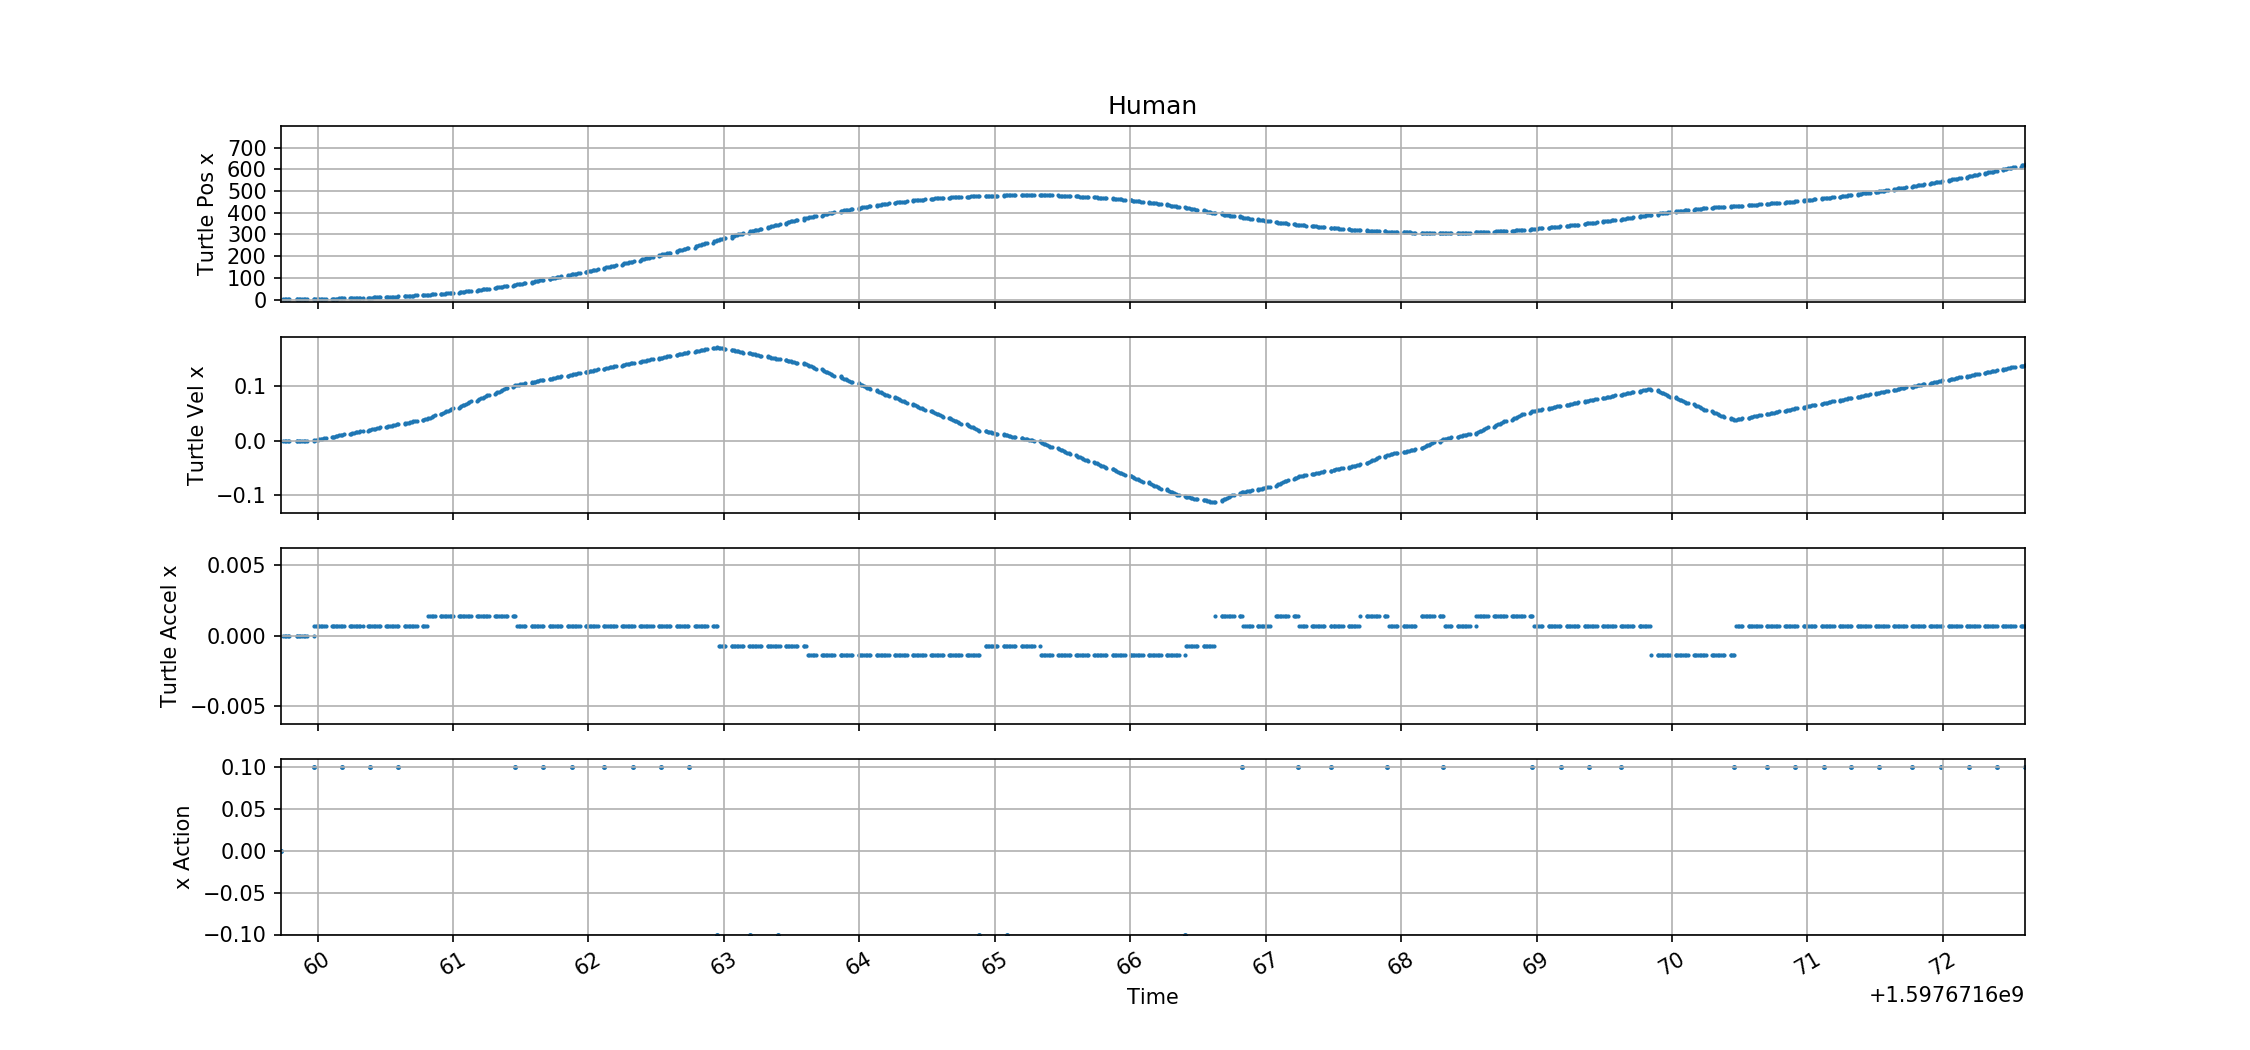 Human
Turtle Pos x
700
600
500
400
300
200
100
0
Turtle Vel x
0.1
0.0
−0.1
Turtle Accel x
0.005
0.000
−0.005
x Action
0.10
0.05
0.00
−0.05
−0.10
60 61 62 63 64 65 66 67 68 69 70 71 72
Time
+1.5976716e9